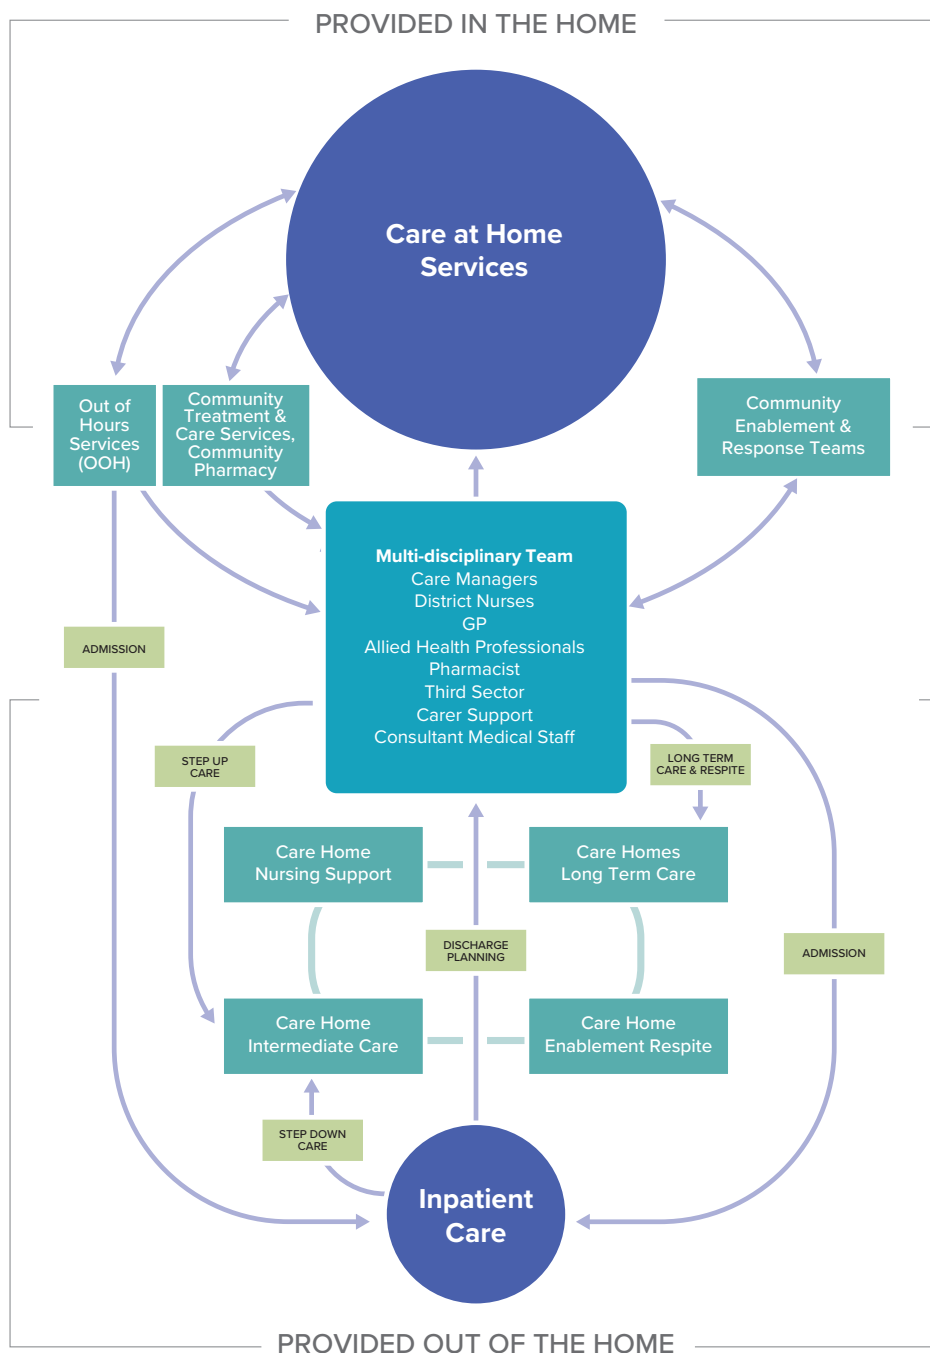 PROVIDED IN THE HOME
Care at Home
Services
Out of
Hours
Services
(OOH)
Community
Treatment &
Care Services,
Community
Pharmacy
Community
Enablement &
Response Teams
Multi-disciplinary Team
Care Managers
District Nurses
GP
Allied Health Professionals
Pharmacist
Third Sector
Carer Support
Consultant Medical Staff
ADMISSION
STEP UP
CARE
LONG TERM
CARE & RESPITE
Care Home
Nursing Support
Care Homes
Long Term Care
DISCHARGE
PLANNING
ADMISSION
Care Home
Intermediate Care
Care Home
Enablement Respite
STEP DOWN
CARE
Inpatient
Care
PROVIDED OUT OF THE HOME